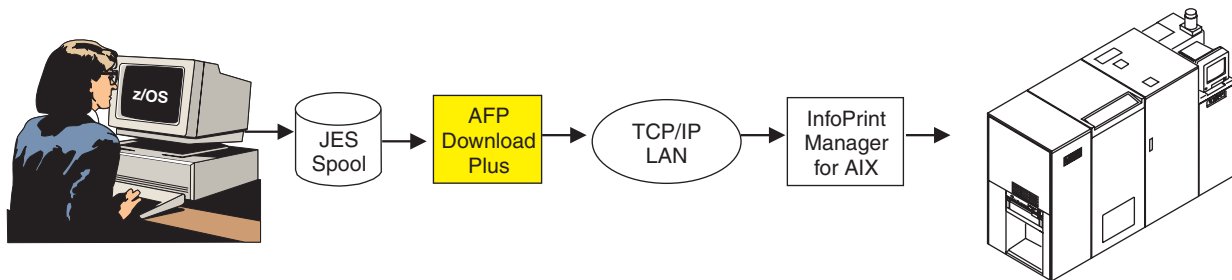 z/OS
JES
Spool
AFP
Download
Plus
TCP/IP
LAN
InfoPrint
Manager
for AIX